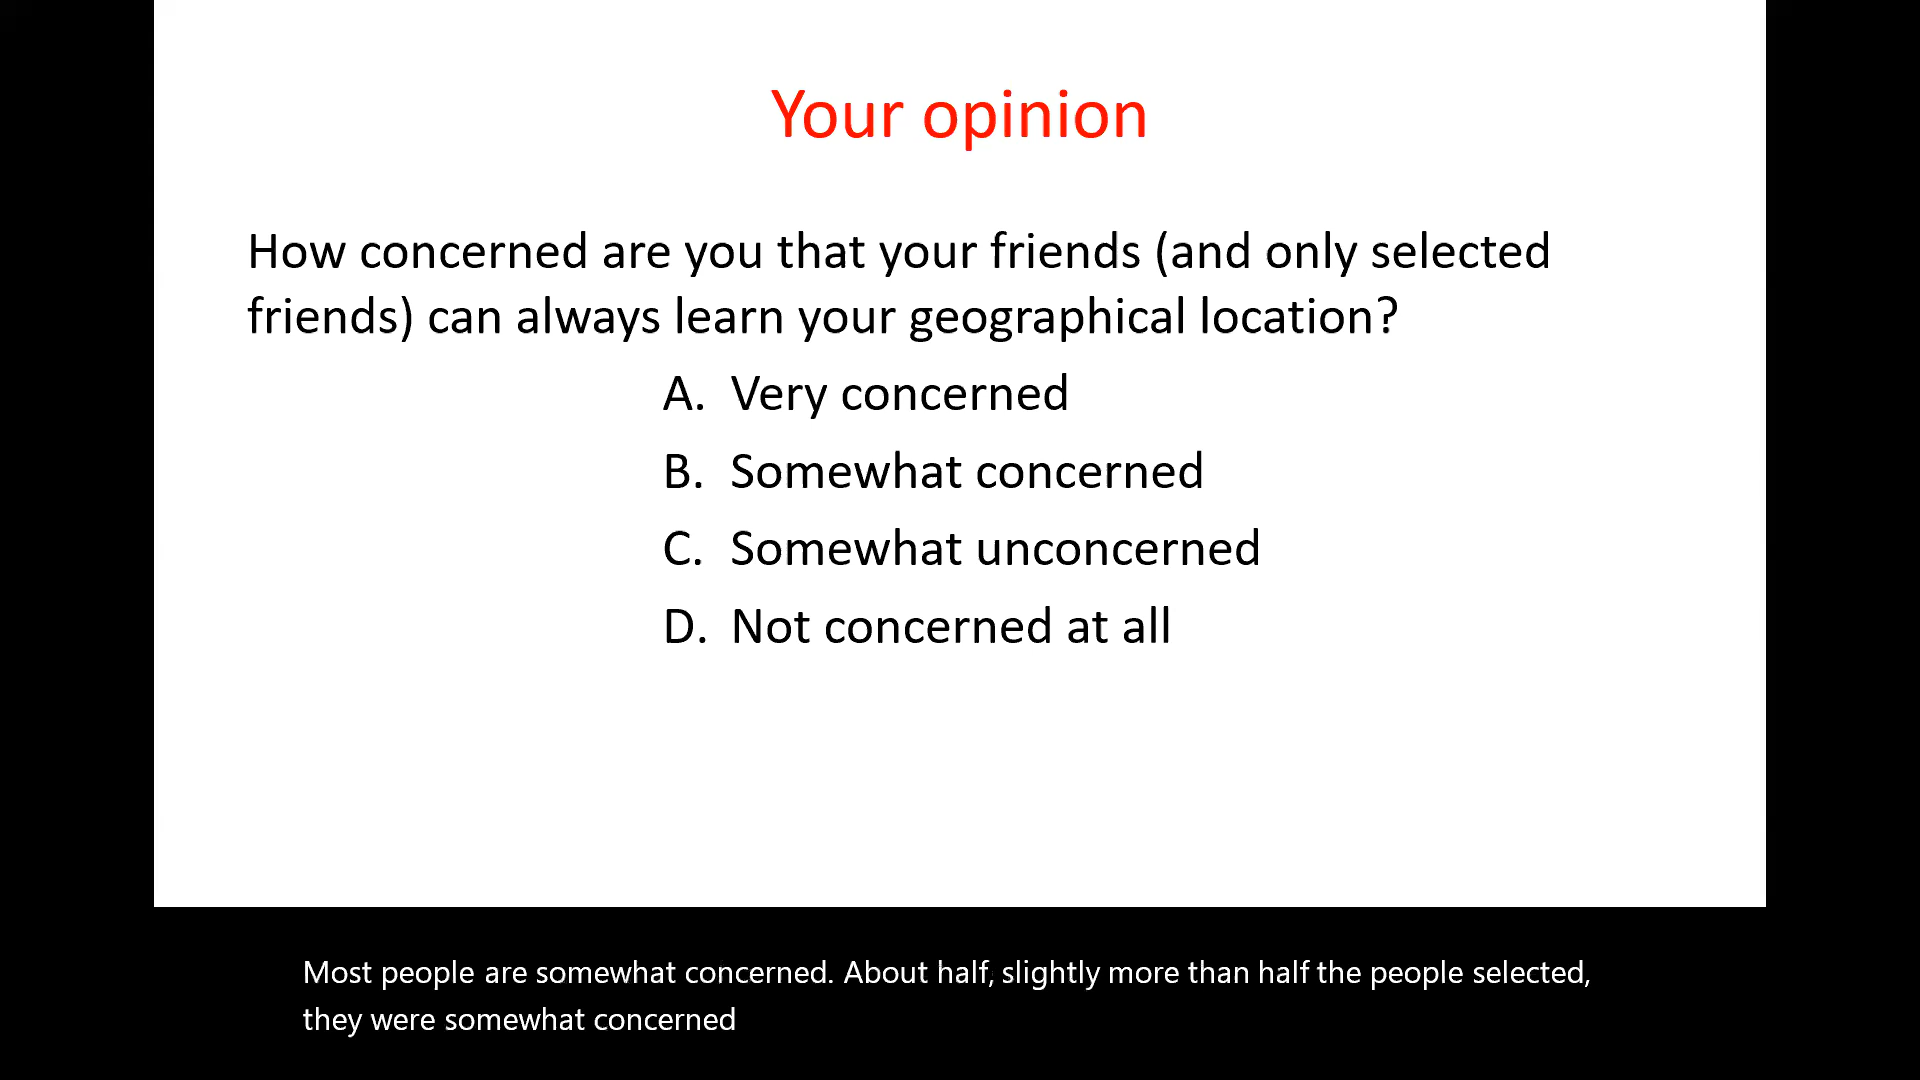 Your opinion
How concerned are you that your friends (and only selected
friends) can always learn your geographical location?
A. Very concerned
B. Somewhat concerned
C. Somewhat unconcerned
D. Not concerned at all
Most people are somewhat concerned. About half, slightly more than half the people selected,
they were somewhat concerned